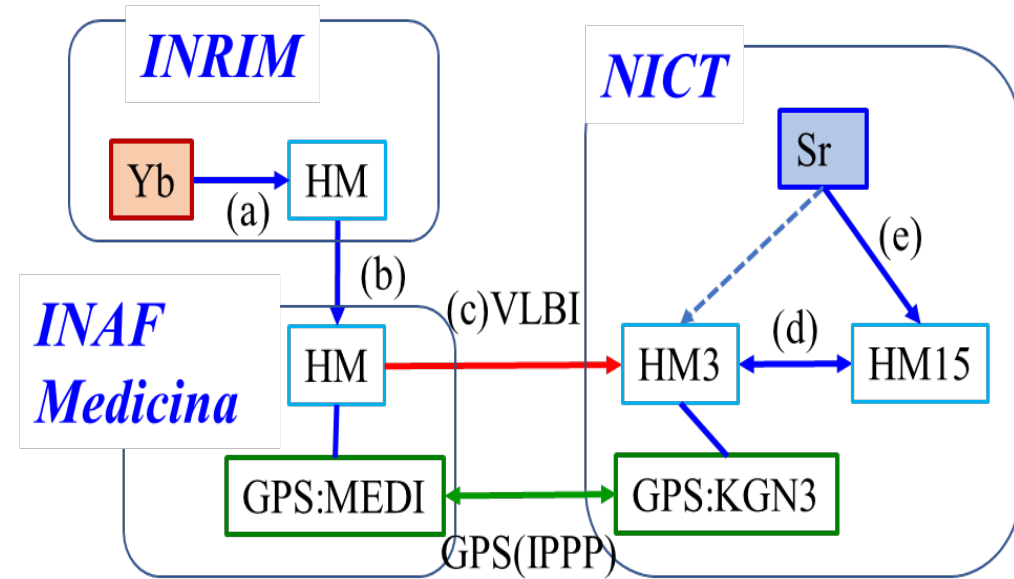 INRIM
NICT
Yb
HM
Sr
(a)
(b)
(e)
INAF
Medicina
(c)VLBI
(d)
HM
HM3
HM15
GPS:MEDI
GPS:KGN3
GPS(IPPP)